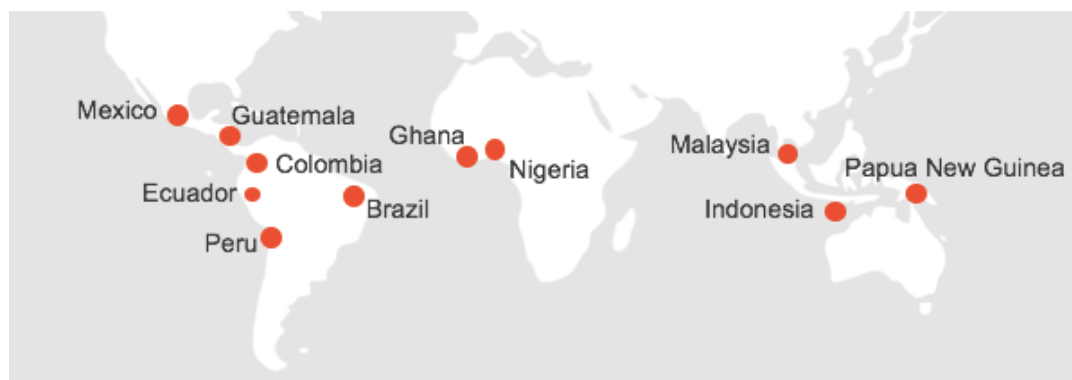 Mexico
Guatemala
Ghana
Malaysia
Colombia
Nigeria
Papua New Guinea
Ecuador
Brazil
Indonesia
Peru